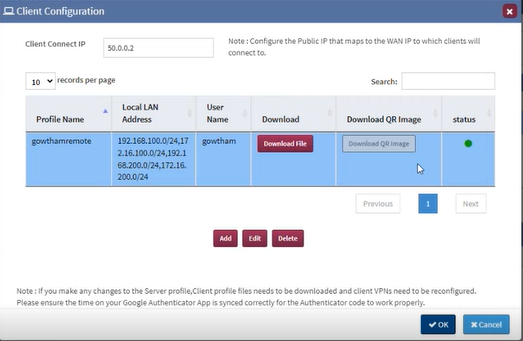 Client Configuration
Client Connect IP
50.0.0.2
Note : Configure the Public IP that maps to the WAN IP to which clients will
connect to.
10 records per page
Search:
Profile Name
Local LAN
Address
User
Name
Download
Download QR Image
status
gowthamremote
192.168.100.0/24,17
2.16.100.0/24,192.1
68.200.0/24,172.16.
200.0/24
gowtham
Download File
Download QR Image
Previous
1
Next
Add
Edit
Delete
Note : If you make any changes to the Server profile,Client profile files needs to be downloaded and client VPNs need to be reconfigured.
Please ensure the time on your Google Authenticator App is synced correctly for the Authenticator code to work properly.
OK
Cancel